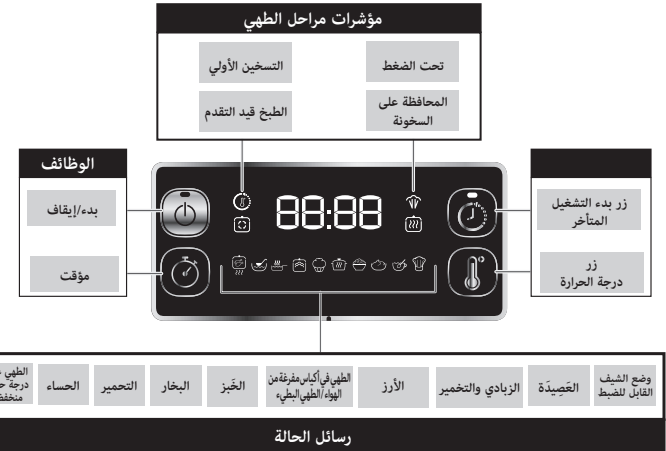 مؤشرات مراحل الطهي
تحت الضغط
التسخين الأولي
المحافظة على
السخونة
الطبخ قيد التقدم
الوظائف
بدء/إيقاف
مؤقت
88:88
زر بدء التشغيل
المتأخر
زر
درجة الحرارة
وضع الشيف
القابل للضبط
العَصِيدَة
الزبادي والتخمير
الأرز
الطهي في أكياس مفرغة من
الهواء/الطهي البطيء
الخَبز
البخار
التحمير
الحساء
الطهي
درجة
رسائل الحالة